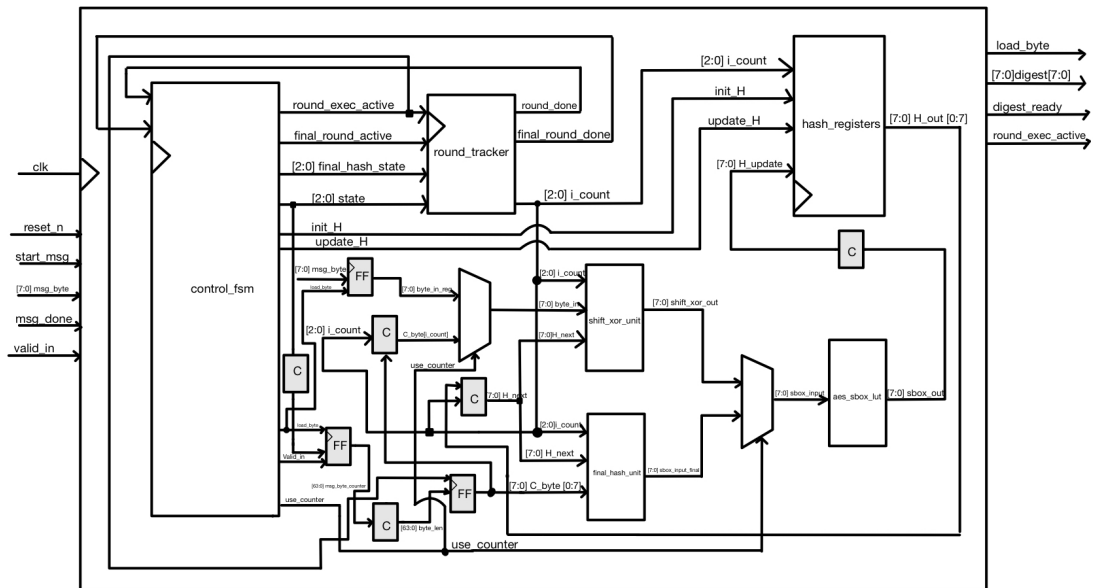 load_byte
[7:0]digest[7:0]
digest_ready
round_exec_active
clk
reset_n
start_msg
[7:0] msg_byte
msg_done
valid_in
control_fsm
round_exec_active
final_round_active
[2:0] final_hash_state
[2:0] state
init_H
update_H
round_tracker
round_done
final_round_done
[2:0] i_count
[2:0] i_count
init_H
update_H
[7:0] H_update
hash_registers
[7:0] H_out [0:7]
C
[7:0] msg_byte
load_byte
FF
[7:0] byte_in_reg
[2:0] i_count
C
C_byte[i_count]
use_counter
C
C
[7:0] H_next
[2:0] i_count
[7:0] byte_in
[7:0]H_next
shift_xor_unit
[7:0] shift_xor_out
[2:0]i_count
[7:0] H_next
[7:0] C_byte [0:7]
final_hash_unit
[7:0] sbox_input_final
[7:0] sbox_input
aes_sbox_lut
[7:0] sbox_out
load_byte
Valid_in
FF
[63:0] msg_byte_counter
use_counter
C
[63:0] byte_len
FF
use_counter